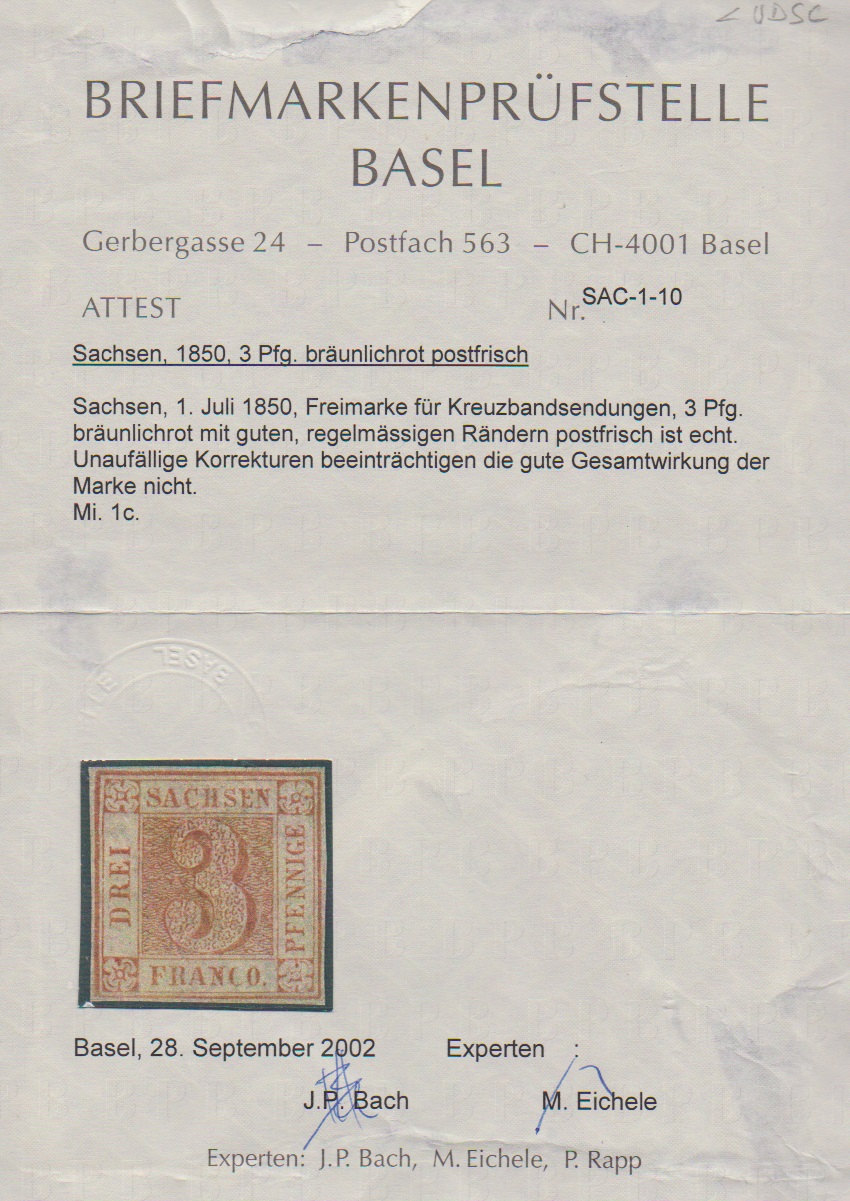 < UDSC
BRIEFMARKENPRÜFSTELLE
BASEL
Gerbergasse 24 – Postfach 563 – CH-4001 Basel
ATTEST Nr. SAC-1-10
Sachsen, 1850, 3 Pfg. bräunlichrot postfrisch
Sachsen, 1. Juli 1850, Freimarke für Kreuzbandsendungen, 3 Pfg.
bräunlichrot mit guten, regelmässigen Rändern postfrisch ist echt.
Unaufällige Korrekturen beeinträchtigen die gute Gesamtwirkung der
Marke nicht.
Mi. 1c.
BASEL
SACHSEN
DREI
3
PFENNIGE
FRANCO.
Basel, 28. September 2002 Experten :
J.P. Bach M. Eichele
Experten: J.P. Bach, M. Eichele, P. Rapp